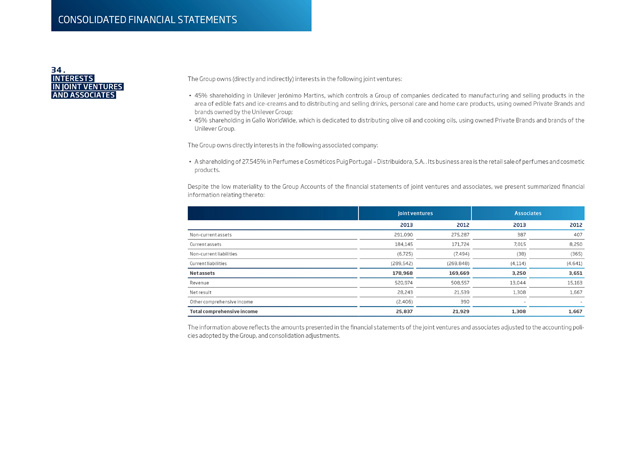 CONSOLIDATED FINANCIAL STATEMENTS
34.
INTERESTS
IN JOINT VENTURES
AND ASSOCIATES
The Group owns (directly and indirectly) interests in the following joint ventures:
• 45% shareholding in Unilever Jerónimo Martins, which controls a Group of companies dedicated to manufacturing and selling products in the
area of edible fats and ice-creams and to distributing and selling drinks, personal care and home care products, using owned Private Brands and
brands owned by the Unilever Group;
• 45% shareholding in Gallo WorldWide, which is dedicated to distributing olive oil and cooking oils, using owned Private Brands and brands of the
Unilever Group.
The Group owns directly interests in the following associated company:
• A shareholding of 27.545% in Perfumes e Cosméticos Puig Portugal – Distribuidora, S.A.. Its business area is the retail sale of perfumes and cosmetic
products.
Despite the low materiality to the Group Accounts of the financial statements of joint ventures and associates, we present summarized financial
information relating thereto:
Joint ventures Associates
2013 2012 2013 2012
Non-current assets 291,090 275,287 387 407
Current assets 184,145 171,724 7,015 8,250
Non-current liabilities (6,725) (7,494) (38) (365)
Current liabilities (289,542) (269,848) (4,114) (4,641)
Net assets 178,968 169,669 3,250 3,651
Revenue 520,074 508,557 13,044 15,163
Net result 28,243 21,539 1,308 1,667
Other comprehensive income (2,406) 390 - -
Total comprehensive income 25,837 21,929 1,308 1,667
The information above reflects the amounts presented in the financial statements of the joint ventures and associates adjusted to the accounting poli-
cies adopted by the Group, and consolidation adjustments.